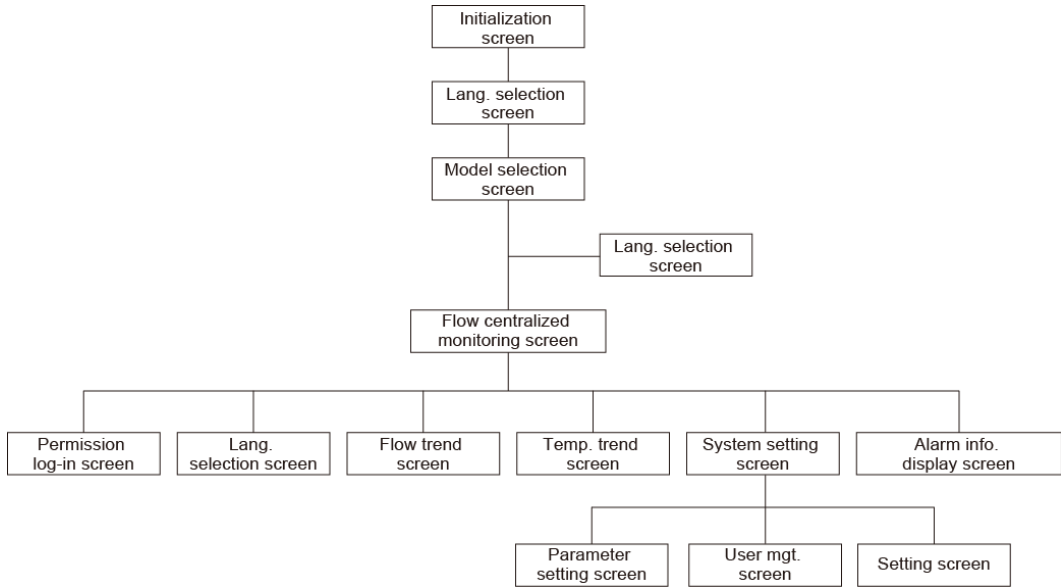 Initialization
screen
Lang. selection
screen
Model selection
screen
Lang. selection
screen
Flow centralized
monitoring screen
Permission
log-in screen
Lang.
selection screen
Flow trend
screen
Temp. trend
screen
System setting
screen
Alarm info.
display screen
Parameter
setting screen
User mgt.
screen
Setting screen